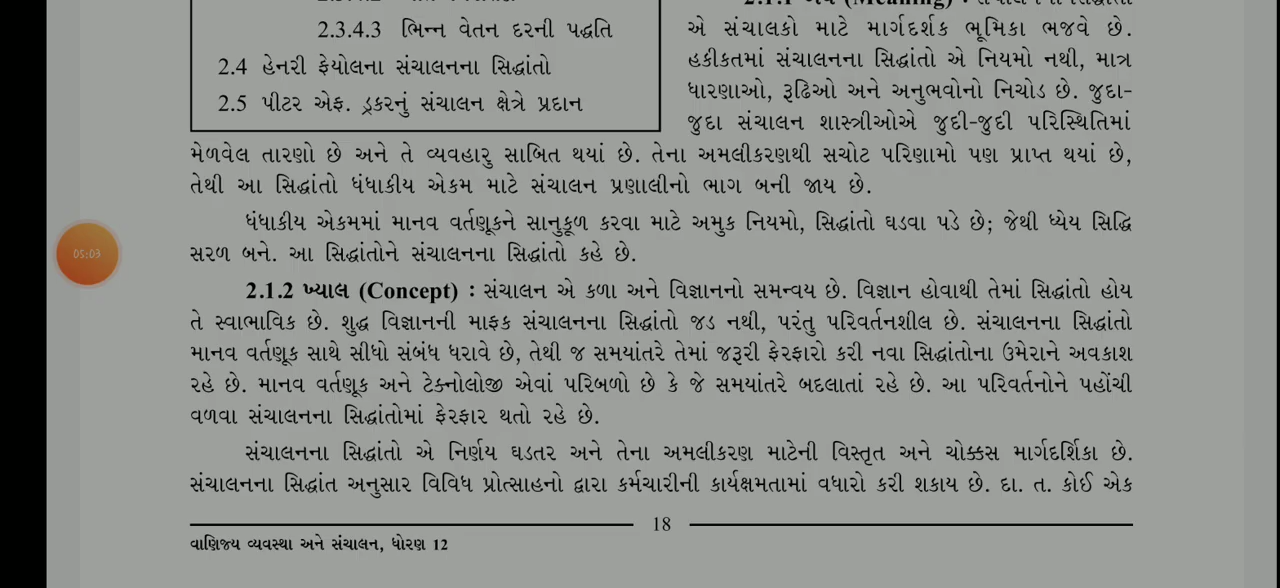 2.3.4.3 ભિન્ન વેતન દરની પદ્ધતિ
2.4 હેનરી ફેયોલના સંચાલનના સિદ્ધાંતો
2.5 પીટર એફ. ડ્રકરનું સંચાલન ક્ષેત્રે પ્રદાન
(Meaning) :
એ સંચાલકો માટે માર્ગદર્શક ભૂમિકા ભજવે છે.
હકીકતમાં સંચાલનના સિદ્ધાંતો એ નિયમો નથી, માત્ર
ધારણાઓ, રૂઢિઓ અને અનુભવોનો નિચોડ છે. જુદા-
જુદા સંચાલન શાસ્ત્રીઓએ જુદી-જુદી પરિસ્થિતિમાં
મેળવેલ તારણો છે અને તે વ્યવહારુ સાબિત થયાં છે. તેના અમલીકરણથી સચોટ પરિણામો પણ પ્રાપ્ત થયાં છે,
તેથી આ સિદ્ધાંતો ધંધાકીય એકમ માટે સંચાલન પ્રણાલીનો ભાગ બની જાય છે.
ધંધાકીય એકમમાં માનવ વર્તણૂકને સાનુકૂળ કરવા માટે અમુક નિયમો, સિદ્ધાંતો ઘડવા પડે છે; જેથી ધ્યેય સિદ્ધિ
સરળ બને. આ સિદ્ધાંતોને સંચાલનના સિદ્ધાંતો કહે છે.
05:03
2.1.2 ખ્યાલ (Concept) : સંચાલન એ કળા અને વિજ્ઞાનનો સમન્વય છે. વિજ્ઞાન હોવાથી તેમાં સિદ્ધાંતો હોય
તે સ્વાભાવિક છે. શુદ્ધ વિજ્ઞાનની માફક સંચાલનના સિદ્ધાંતો જડ નથી, પરંતુ પરિવર્તનશીલ છે. સંચાલનના સિદ્ધાંતો
માનવ વર્તણૂક સાથે સીધો સંબંધ ધરાવે છે, તેથી જ સમયાંતરે તેમાં જરૂરી ફેરફારો કરી નવા સિદ્ધાંતોના ઉમેરાને અવકાશ
રહે છે. માનવ વર્તણૂક અને ટેક્નોલોજી એવાં પરિબળો છે કે જે સમયાંતરે બદલાતાં રહે છે. આ પરિવર્તનોને પહોંચી
વળવા સંચાલનના સિદ્ધાંતોમાં ફેરફાર થતો રહે છે.
સંચાલનના સિદ્ધાંતો એ નિર્ણય ઘડતર અને તેના અમલીકરણ માટેની વિસ્તૃત અને ચોક્કસ માર્ગદર્શિકા છે.
સંચાલનના સિદ્ધાંત અનુસાર વિવિધ પ્રોત્સાહનો દ્વારા કર્મચારીની કાર્યક્ષમતામાં વધારો કરી શકાય છે. દા. ત. કોઈ એક
18
વાણિજ્ય વ્યવસ્થા અને સંચાલન, ધોરણ 12